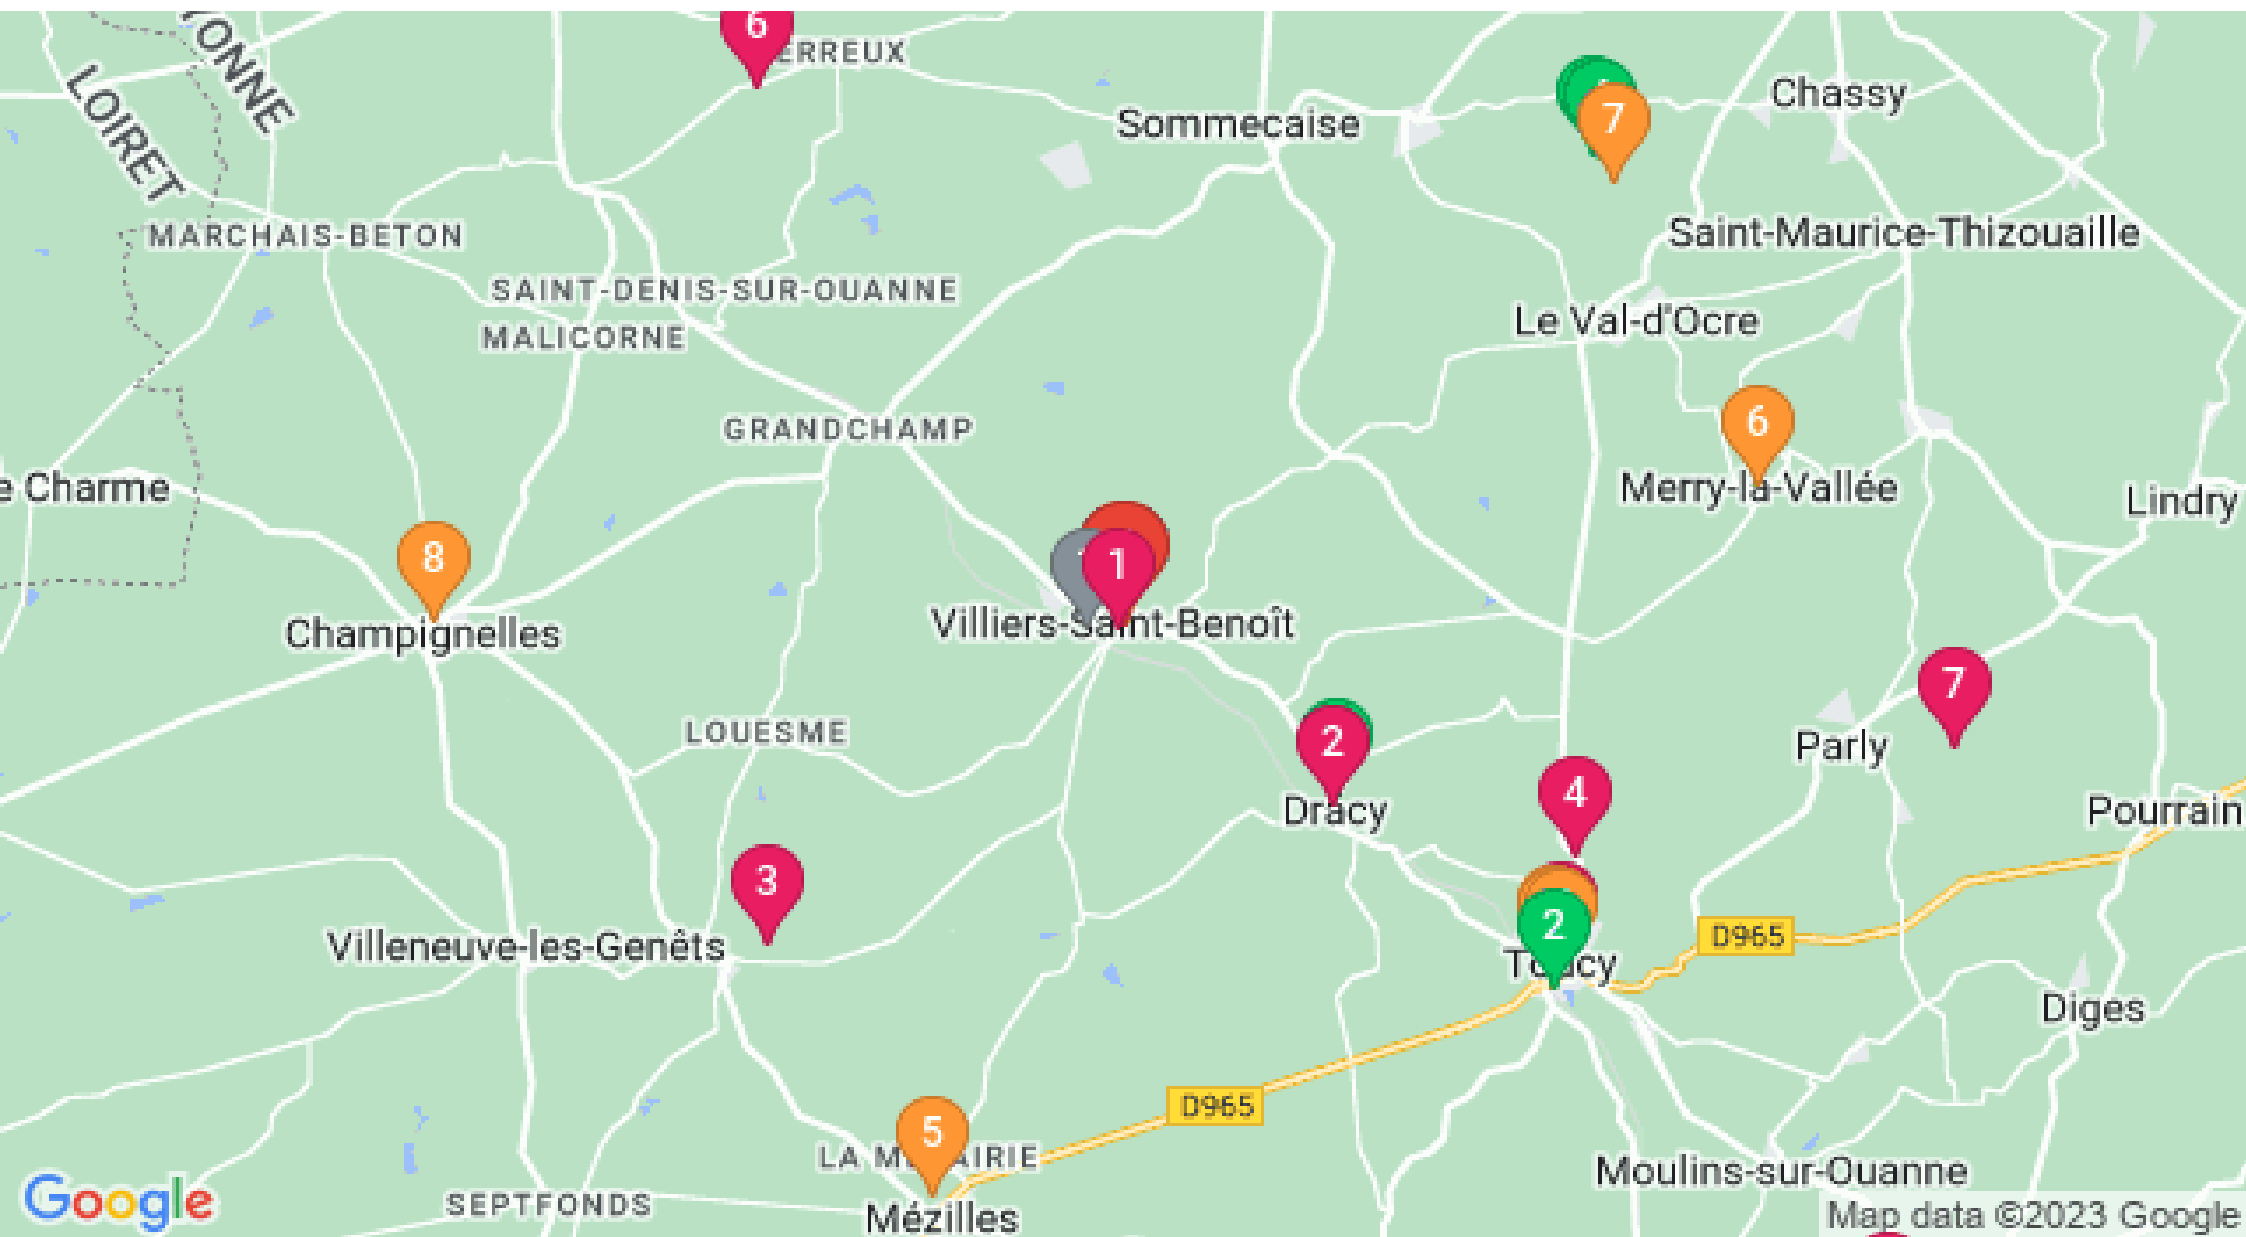 YONNE
LOIRET
6
ERREUX
Sommecaise
7
Chassy
MARCHAIS-BETON
Saint-Maurice-Thizouaille
SAINT-DENIS-SUR-OUANNE
MALICORNE
Le Val-d'Ocre
GRANDCHAMP
6
e Charme
Merry-la-Vallée
Lindry
8
1
Champignelles
Villiers-Saint-Benoît
7
LOUESME
2
Parly
4
Dracy
Pourrain
3
2
D965
Villeneuve-les-Genêts
Toucy
Diges
D965
5
LA M AIRIE
Moulins-sur-Ouanne
Google
SEPTFONDS
Mézilles
Map data ©2023 Google